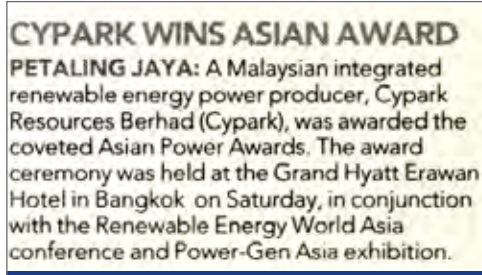 CYPARK WINS ASIAN AWARD
PETALING JAYA: A Malaysian integrated
renewable energy power producer, Cypark
Resources Berhad (Cypark), was awarded the
coveted Asian Power Awards. The award
ceremony was held at the Grand Hyatt Erawan
Hotel in Bangkok on Saturday, in conjunction
with the Renewable Energy World Asia
conference and Power-Gen Asia exhibition.